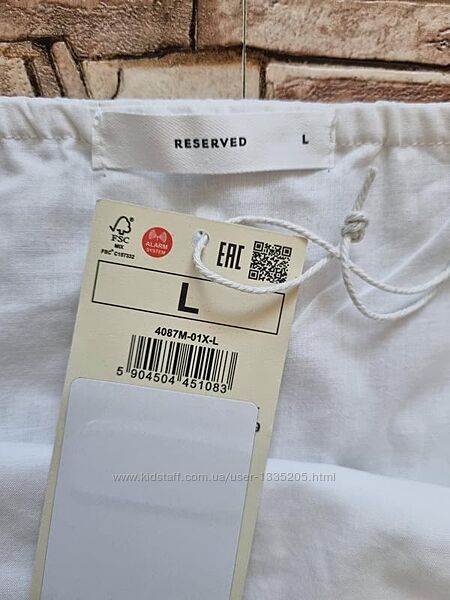 RESERVED L
FSC
MIX
FSC® C157332
ALARM
SYSTEM
EAC
L
4087M-01X-L
5 904504 451083
www.kidstaff.com.ua/user-1335205.html